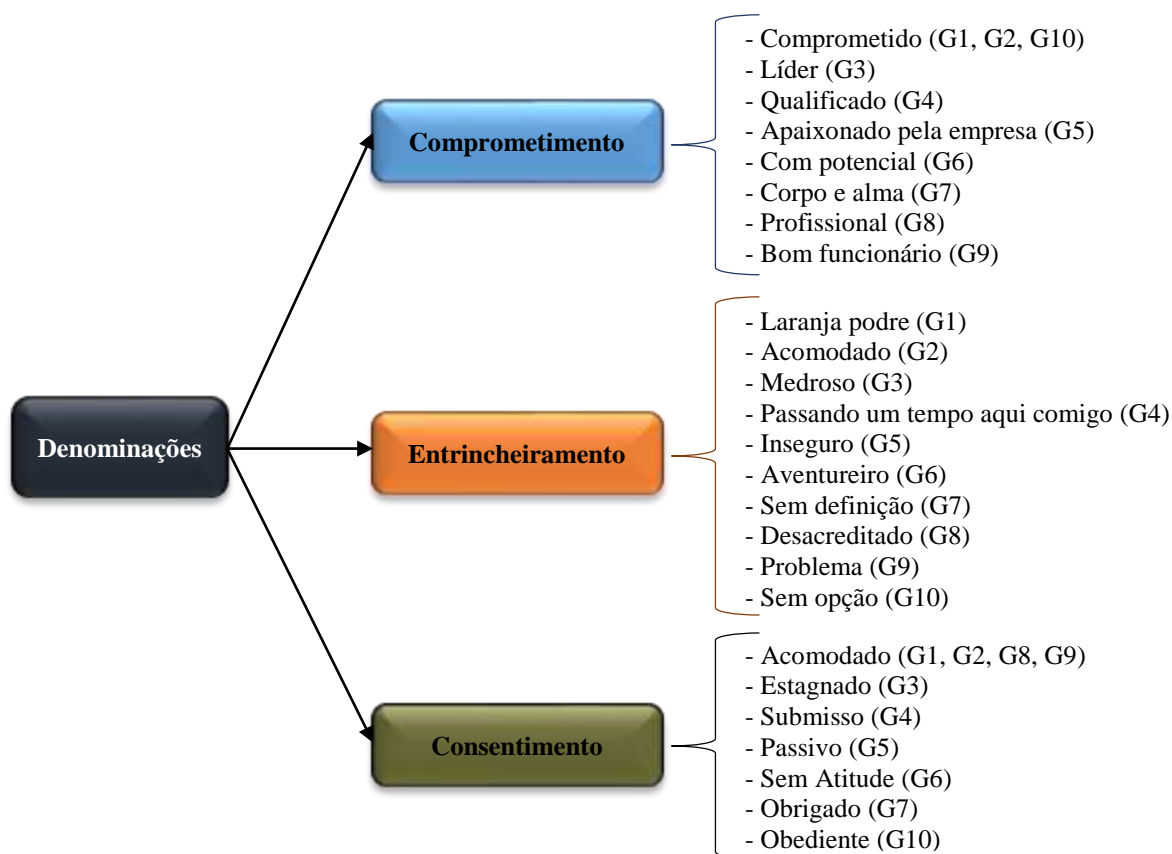 Denominações
Comprometimento
- Comprometido (G1, G2, G10)
- Líder (G3)
- Qualificado (G4)
- Apaixonado pela empresa (G5)
- Com potencial (G6)
- Corpo e alma (G7)
- Profissional (G8)
- Bom funcionário (G9)
Entrincheiramento
- Laranja podre (G1)
- Acomodado (G2)
- Medroso (G3)
- Passando um tempo aqui comigo (G4)
- Inseguro (G5)
- Aventureiro (G6)
- Sem definição (G7)
- Desacreditado (G8)
- Problema (G9)
- Sem opção (G10)
Consentimento
- Acomodado (G1, G2, G8, G9)
- Estagnado (G3)
- Submisso (G4)
- Passivo (G5)
- Sem Atitude (G6)
- Obrigado (G7)
- Obediente (G10)